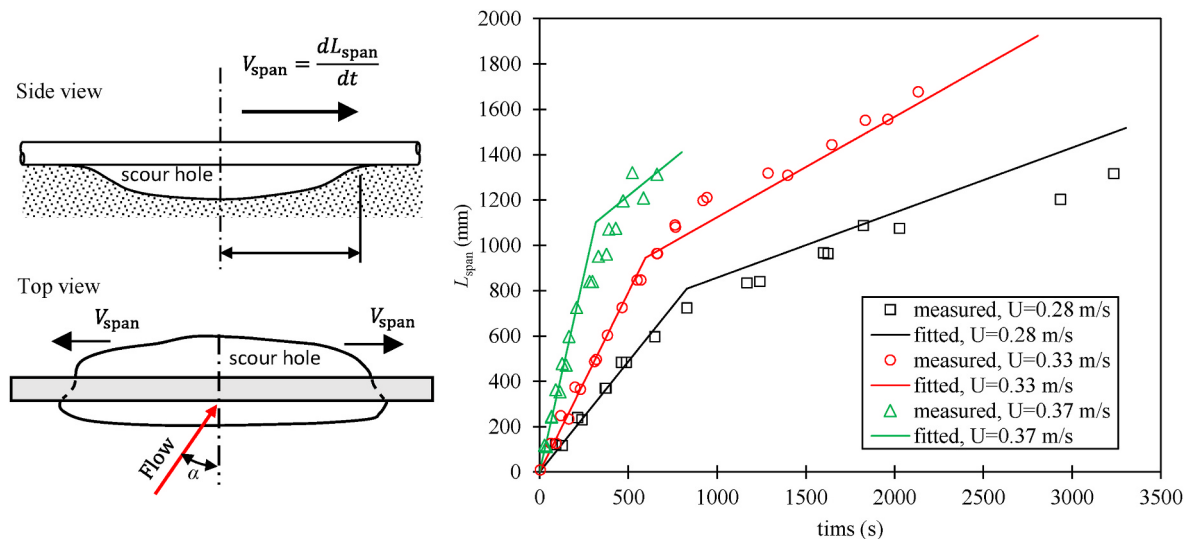 V_span = dL_span/dt
Side view
scour hole
Top view
V_span
V_span
scour hole
Flow
α
2000
1800
1600
1400
1200
1000
800
600
400
200
0
L_span (mm)
0 500 1000 1500 2000 2500 3000 3500
tims (s)
measured, U=0.28 m/s
fitted, U=0.28 m/s
measured, U=0.33 m/s
fitted, U=0.33 m/s
measured, U=0.37 m/s
fitted, U=0.37 m/s